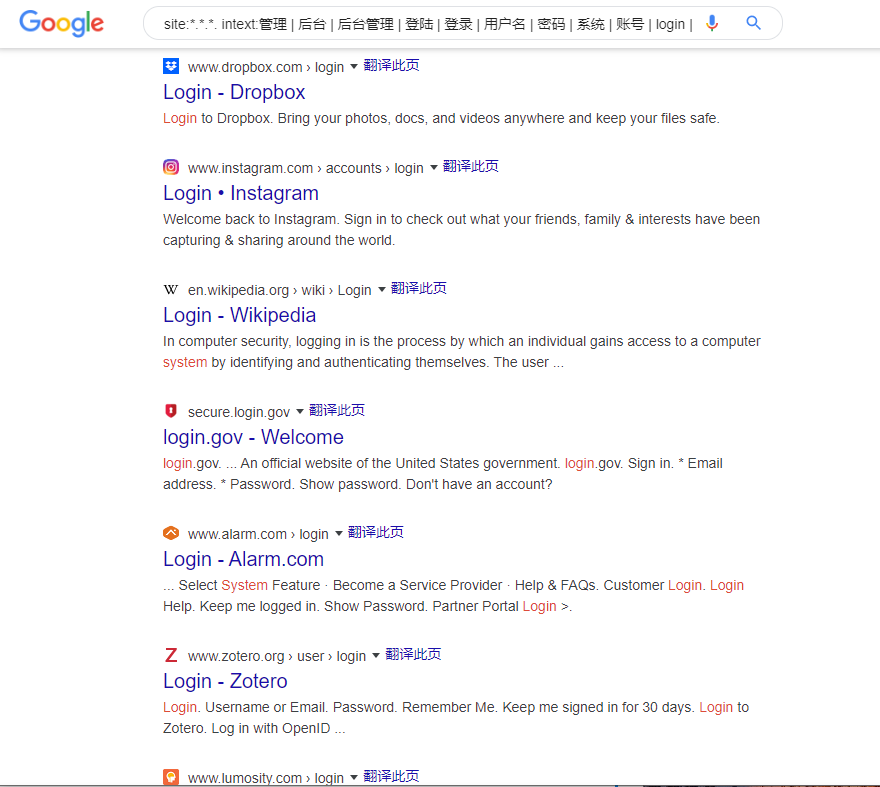 Google
site:*.*.*. intext:管理 | 后台 | 后台管理 | 登陆 | 登录 | 用户名 | 密码 | 系统 | 账号 | login |
www.dropbox.com › login 翻译此页
Login - Dropbox
Login to Dropbox. Bring your photos, docs, and videos anywhere and keep your files safe.
www.instagram.com › accounts › login 翻译此页
Login • Instagram
Welcome back to Instagram. Sign in to check out what your friends, family & interests have been
capturing & sharing around the world.
W en.wikipedia.org › wiki › Login 翻译此页
Login - Wikipedia
In computer security, logging in is the process by which an individual gains access to a computer
system by identifying and authenticating themselves. The user ...
secure.login.gov 翻译此页
login.gov - Welcome
login.gov. ... An official website of the United States government. login.gov. Sign in. * Email
address. * Password. Show password. Don't have an account?
www.alarm.com › login 翻译此页
Login - Alarm.com
... Select System Feature · Become a Service Provider · Help & FAQs. Customer Login. Login
Help. Keep me logged in. Show Password. Partner Portal Login >.
Z www.zotero.org › user › login 翻译此页
Login - Zotero
Login. Username or Email. Password. Remember Me. Keep me signed in for 30 days. Login to
Zotero. Log in with OpenID ...
www.lumosity.com › login 翻译此页